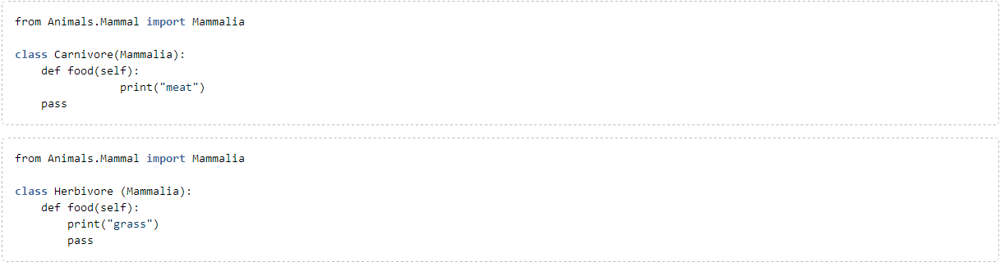 from Animals.Mammal import Mammalia
class Carnivore(Mammalia):
    def food(self):
                print("meat")
    pass
from Animals.Mammal import Mammalia
class Herbivore (Mammalia):
    def food(self):
        print("grass")
        pass